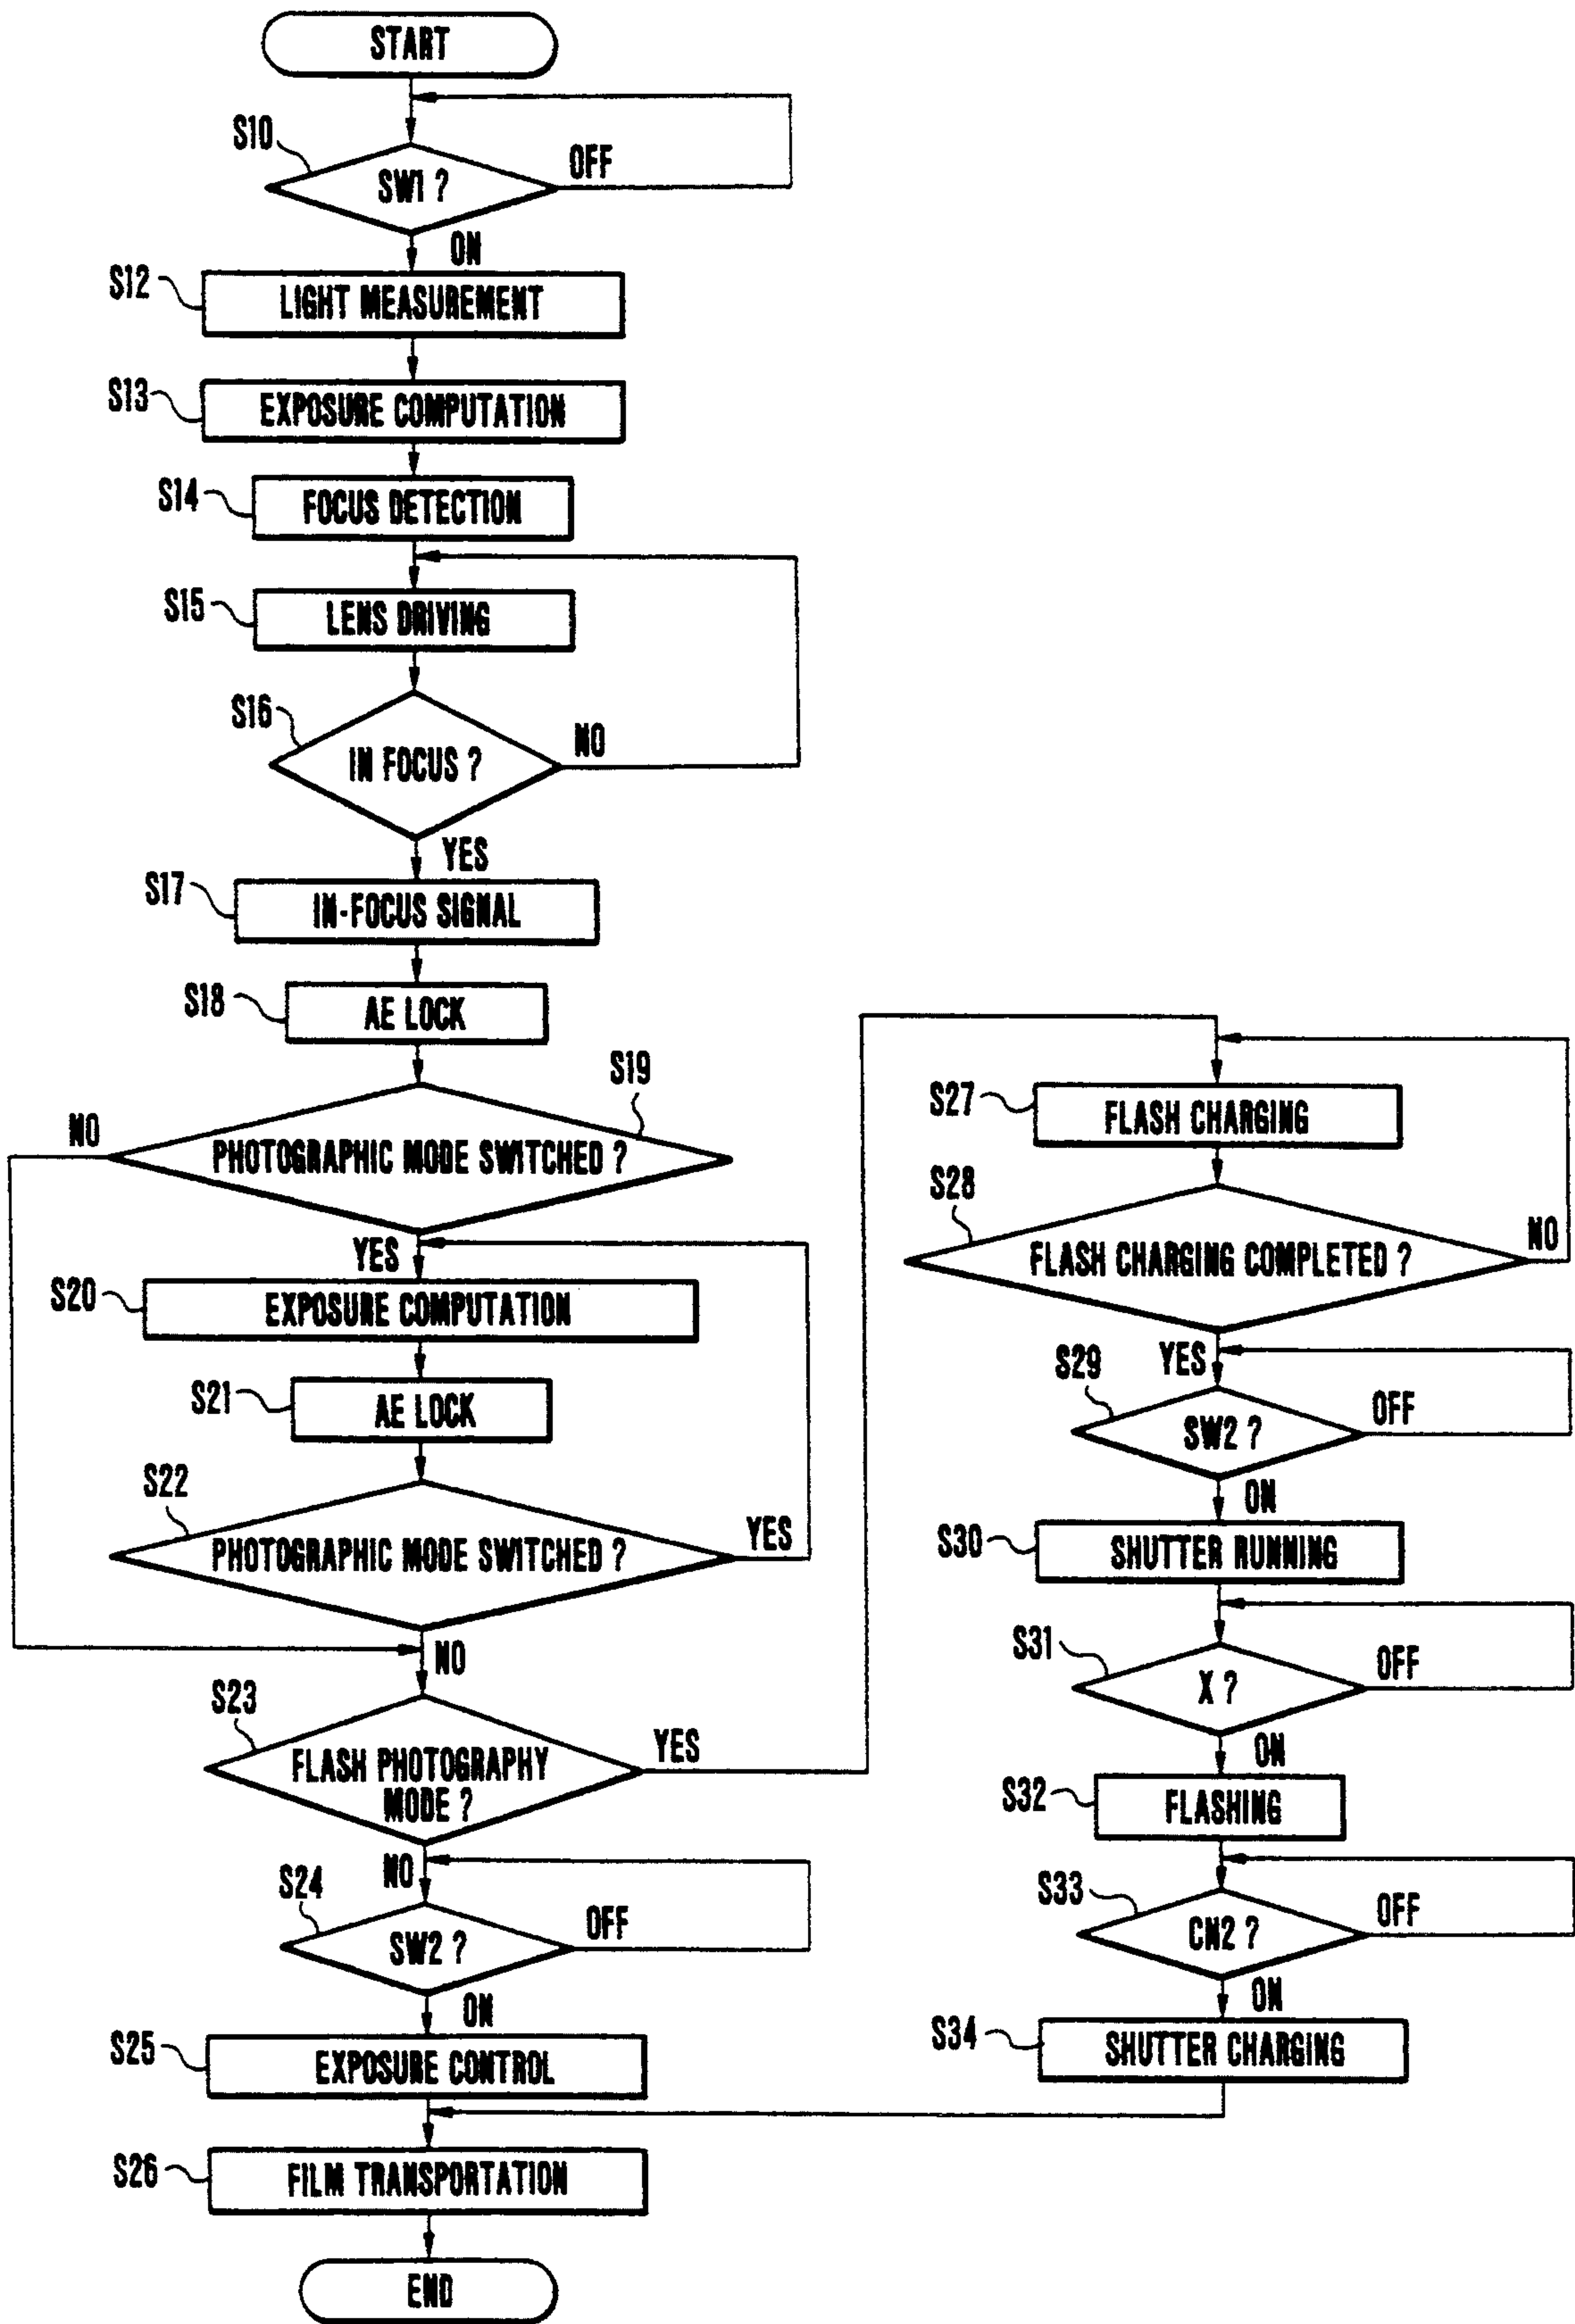 START
S10
SW1 ?
OFF
ON
S12
LIGHT MEASUREMENT
S13
EXPOSURE COMPUTATION
S14
FOCUS DETECTION
S15
LENS DRIVING
S16
IN FOCUS ?
NO
YES
S17
IN-FOCUS SIGNAL
S18
AE LOCK
S19
NO
PHOTOGRAPHIC MODE SWITCHED ?
YES
S20
EXPOSURE COMPUTATION
S21
AE LOCK
S22
PHOTOGRAPHIC MODE SWITCHED ?
YES
NO
S23
FLASH PHOTOGRAPHY
MODE ?
YES
NO
S24
SW2 ?
OFF
ON
S25
EXPOSURE CONTROL
S26
FILM TRANSPORTATION
END
S27
FLASH CHARGING
S28
FLASH CHARGING COMPLETED ?
NO
YES
S29
SW2 ?
OFF
ON
S30
SHUTTER RUNNING
S31
X ?
OFF
ON
S32
FLASHING
S33
CN2 ?
OFF
ON
S34
SHUTTER CHARGING